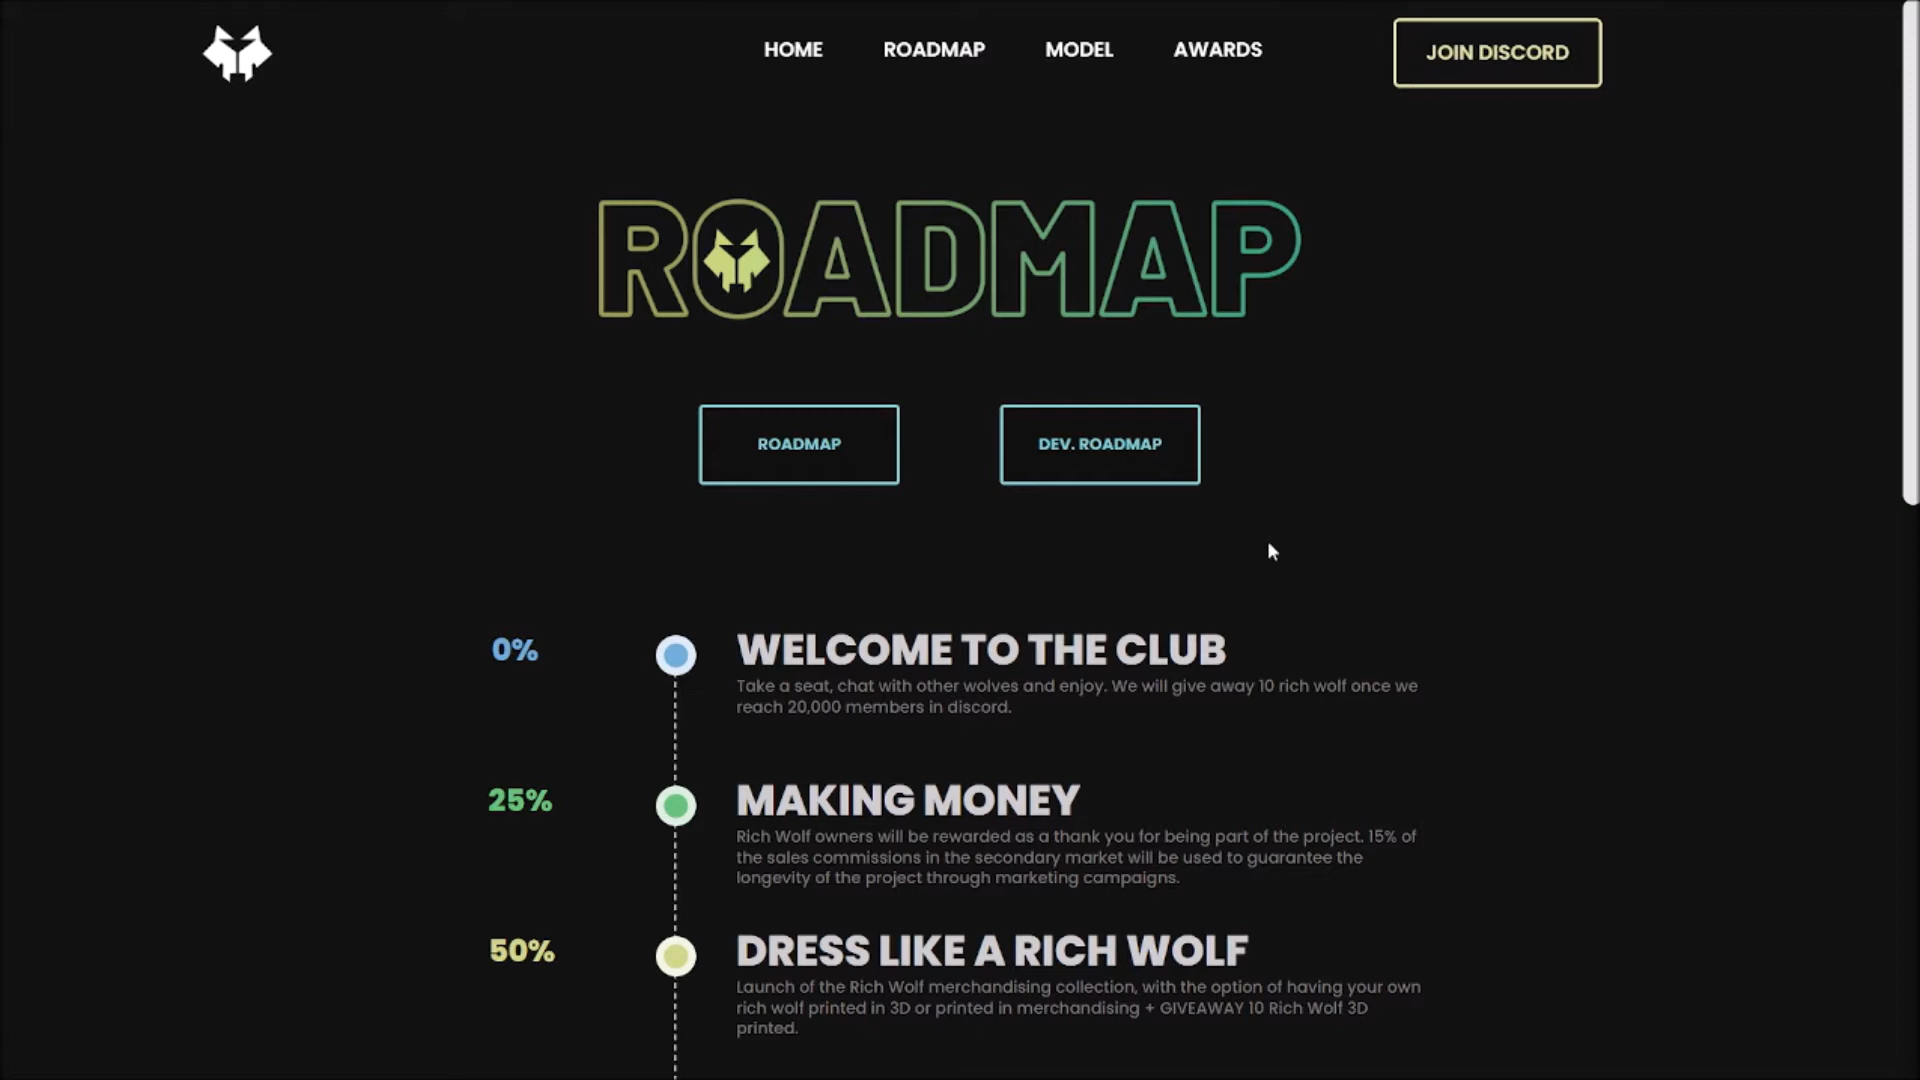 HOME ROADMAP MODEL AWARDS JOIN DISCORD
ROADMAP
ROADMAP DEV. ROADMAP
0% WELCOME TO THE CLUB
Take a seat, chat with other wolves and enjoy. We will give away 10 rich wolf once we
reach 20,000 members in discord.
25% MAKING MONEY
Rich Wolf owners will be rewarded as a thank you for being part of the project. 15% of
the sales commissions in the secondary market will be used to guarantee the
longevity of the project through marketing campaigns.
50% DRESS LIKE A RICH WOLF
Launch of the Rich Wolf merchandising collection, with the option of having your own
rich wolf printed in 3D or printed in merchandising + GIVEAWAY 10 Rich Wolf 3D
printed.